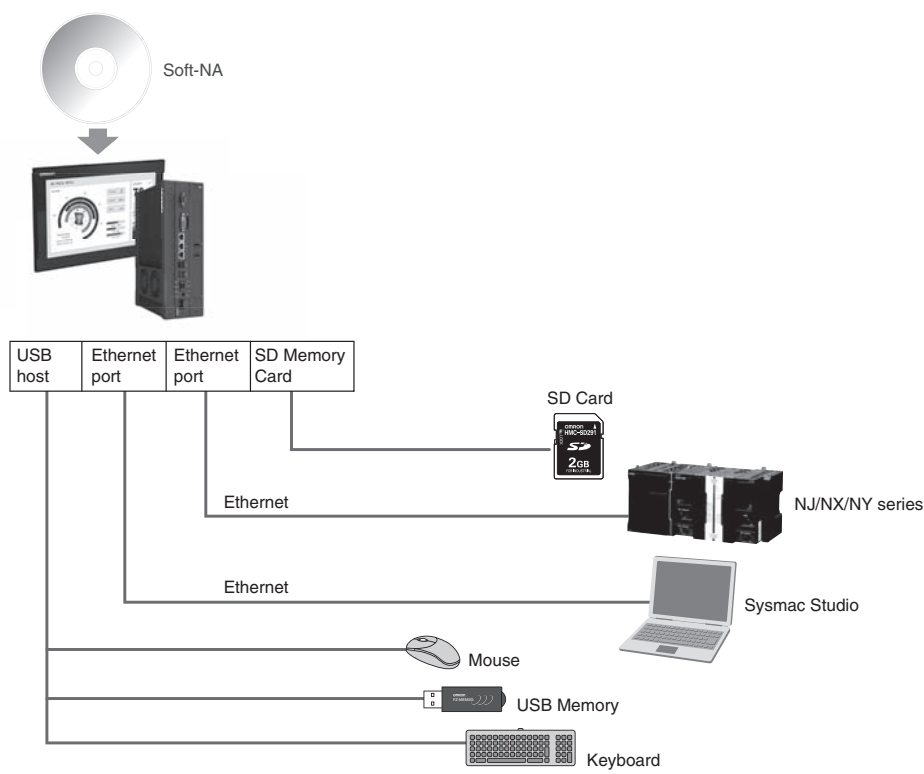 Soft-NA
USB host
Ethernet port
Ethernet port
SD Memory Card
SD Card
omron
HMC-SD291
2GB
Ethernet
NJ/NX/NY series
Ethernet
Sysmac Studio
Mouse
omron
USB Memory
Keyboard